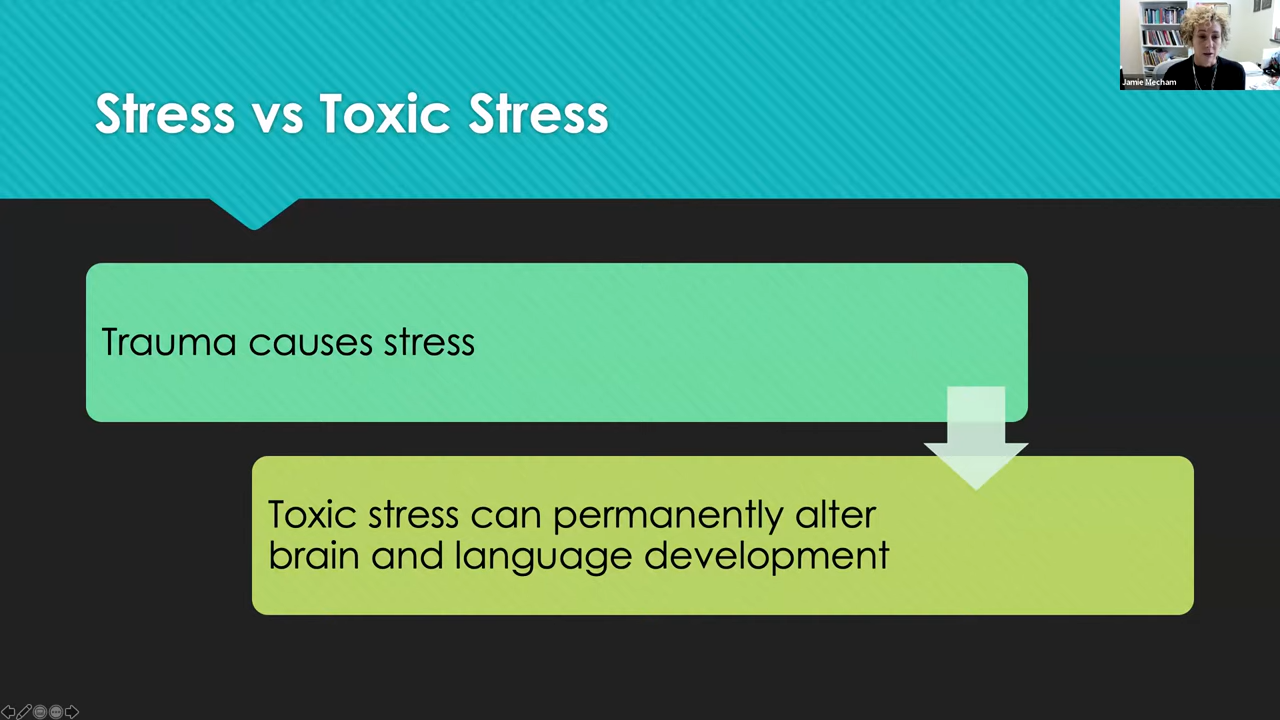 Stress vs Toxic Stress
Jamie Mecham
Trauma causes stress
Toxic stress can permanently alter
brain and language development